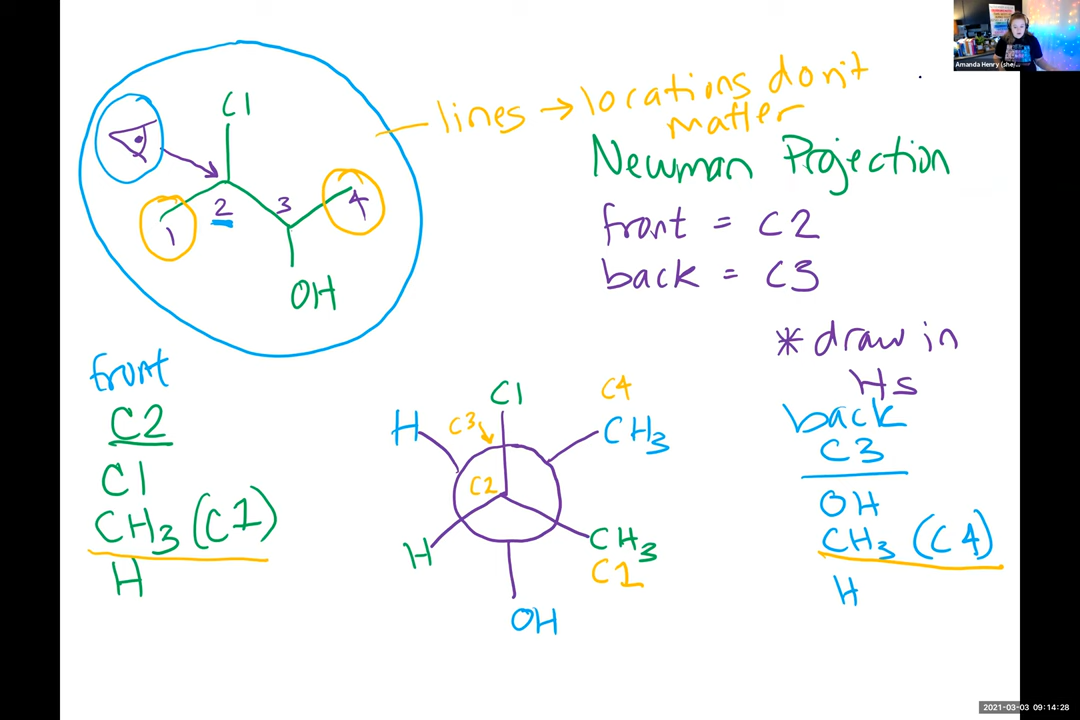 Cl
lines → locations don't
matter
Newman Projection
1
2
3
4
OH
front = C2
back = C3
* draw in
Hs
front
C2
Cl
CH3 (C1)
H
Cl
C4
H
C3
CH3
C2
H
CH3
C1
OH
back
C3
OH
CH3 (C4)
H
Amanda Henry (she/...
2021-03-03 09:14:28